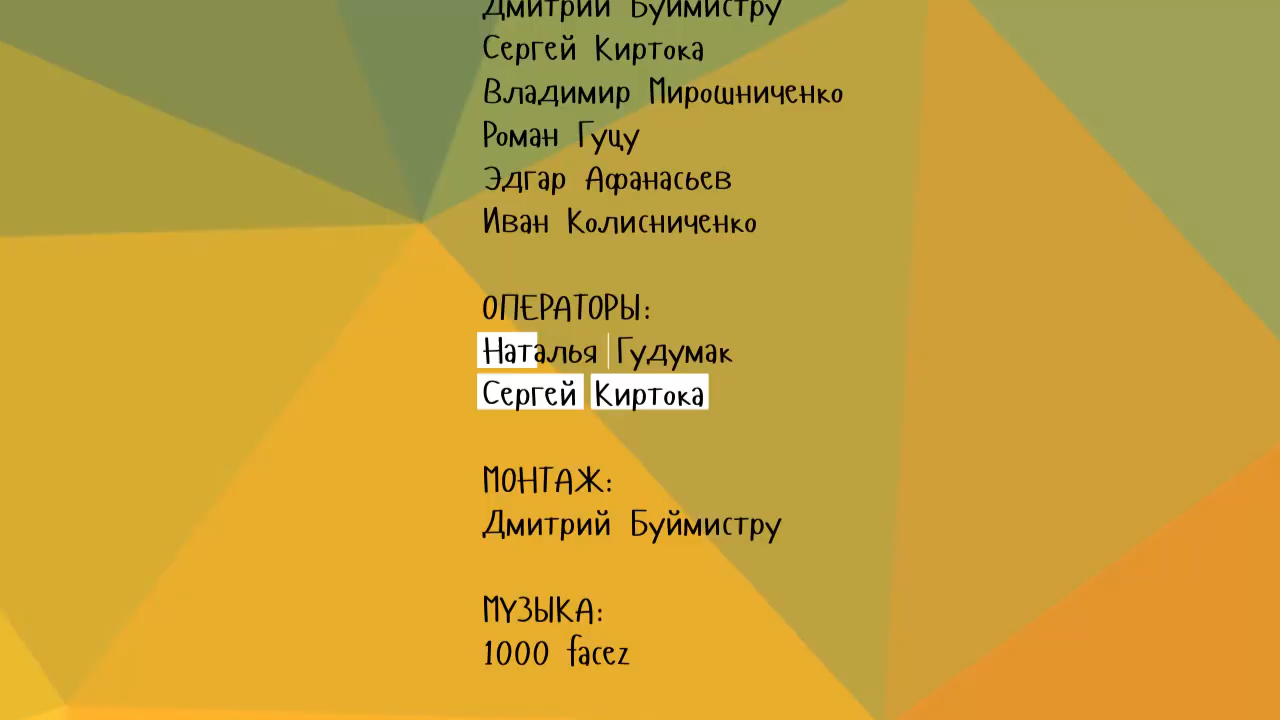 Дмитрий Буймистру
Сергей Киртока
Владимир Мирошниченко
Роман Гуцу
Эдгар Афанасьев
Иван Колисниченко
ОПЕРАТОРЫ:
Наталья Гудумак
Сергей Киртока
МОНТАЖ:
Дмитрий Буймистру
МУЗЫКА:
1000 facez